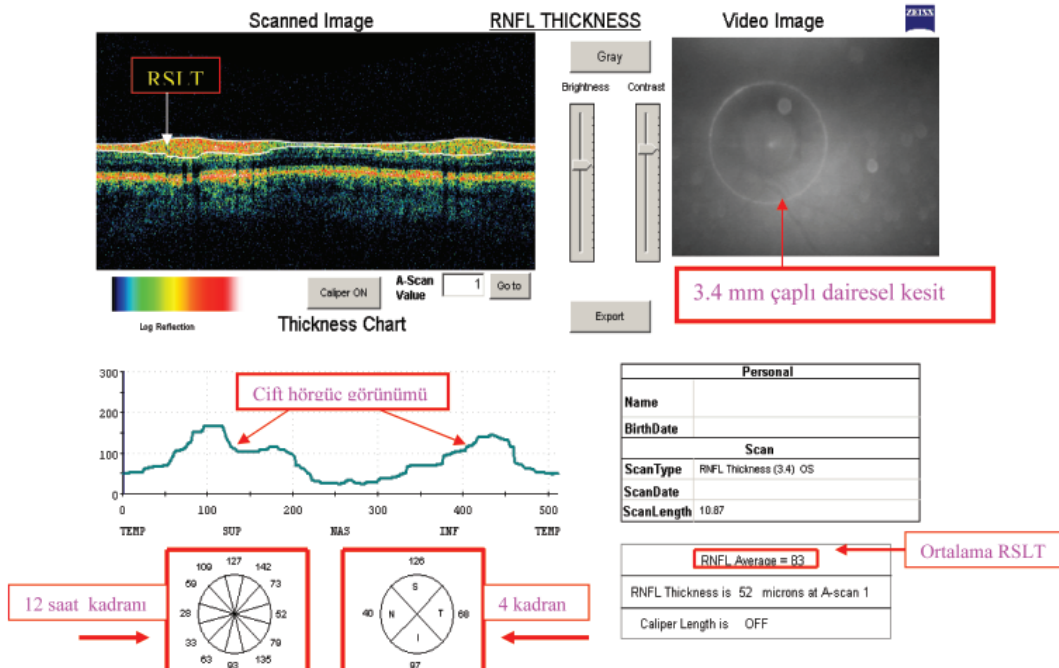 Scanned Image
RNFL THICKNESS
Video Image
ZEISS
RSLT
Gray
Brightness
Contrast
3.4 mm çaplı dairesel kesit
Log Reflection
Caliper ON
A-Scan
Value
1
Go to
Export
Thickness Chart
300
200
100
0
Çift hörgüç görünümü
0
100
200
300
400
500
TEMP
SUP
NAS
INF
TEMP
Personal
Name
BirthDate
Scan
ScanType RNFL Thickness (3.4) OS
ScanDate
ScanLength 10.87
RNFL Average = 83
RNFL Thickness is 52 microns at A-scan 1
Caliper Length is OFF
Ortalama RSLT
12 saat kadranı
127
109 142
59 73
28 52
33 79
63 135
93
126
S
40 N T 68
I
97
4 kadran